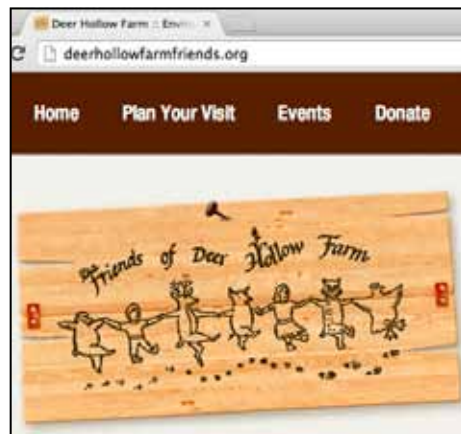 Deer Hollow Farm :: Envir
deerhollowfarmfriends.org
Home Plan Your Visit Events Donate
Friends of Deer Hollow Farm